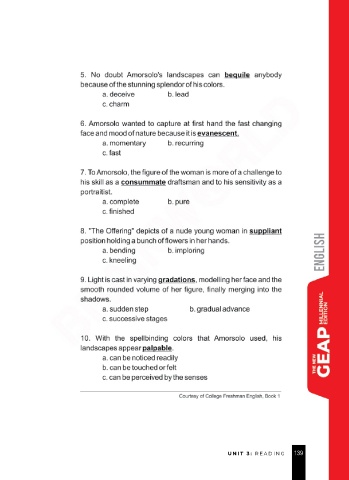 5. No doubt Amorsolo's landscapes can bequile anybody
because of the stunning splendor of his colors.
a. deceive b. lead
c. charm
6. Amorsolo wanted to capture at first hand the fast changing
face and mood of nature because it is evanescent.
a. momentary b. recurring
c. fast
7. To Amorsolo, the figure of the woman is more of a challenge to
his skill as a consummate draftsman and to his sensitivity as a
portraitist.
a. complete b. pure
c. finished
8. "The Offering" depicts of a nude young woman in suppliant
position holding a bunch of flowers in her hands.
a. bending b. imploring
c. kneeling
9. Light is cast in varying gradations, modelling her face and the
smooth rounded volume of her figure, finally merging into the
shadows.
a. sudden step b. gradual advance
c. successive stages
10. With the spellbinding colors that Amorsolo used, his
landscapes appear palpable.
a. can be noticed readily
b. can be touched or felt
c. can be perceived by the senses
Courtesy of College Freshman English, Book 1
ENGLISH
THE NEW
GEAP
MILLENNIAL
EDITION
UNIT 3: READING 139